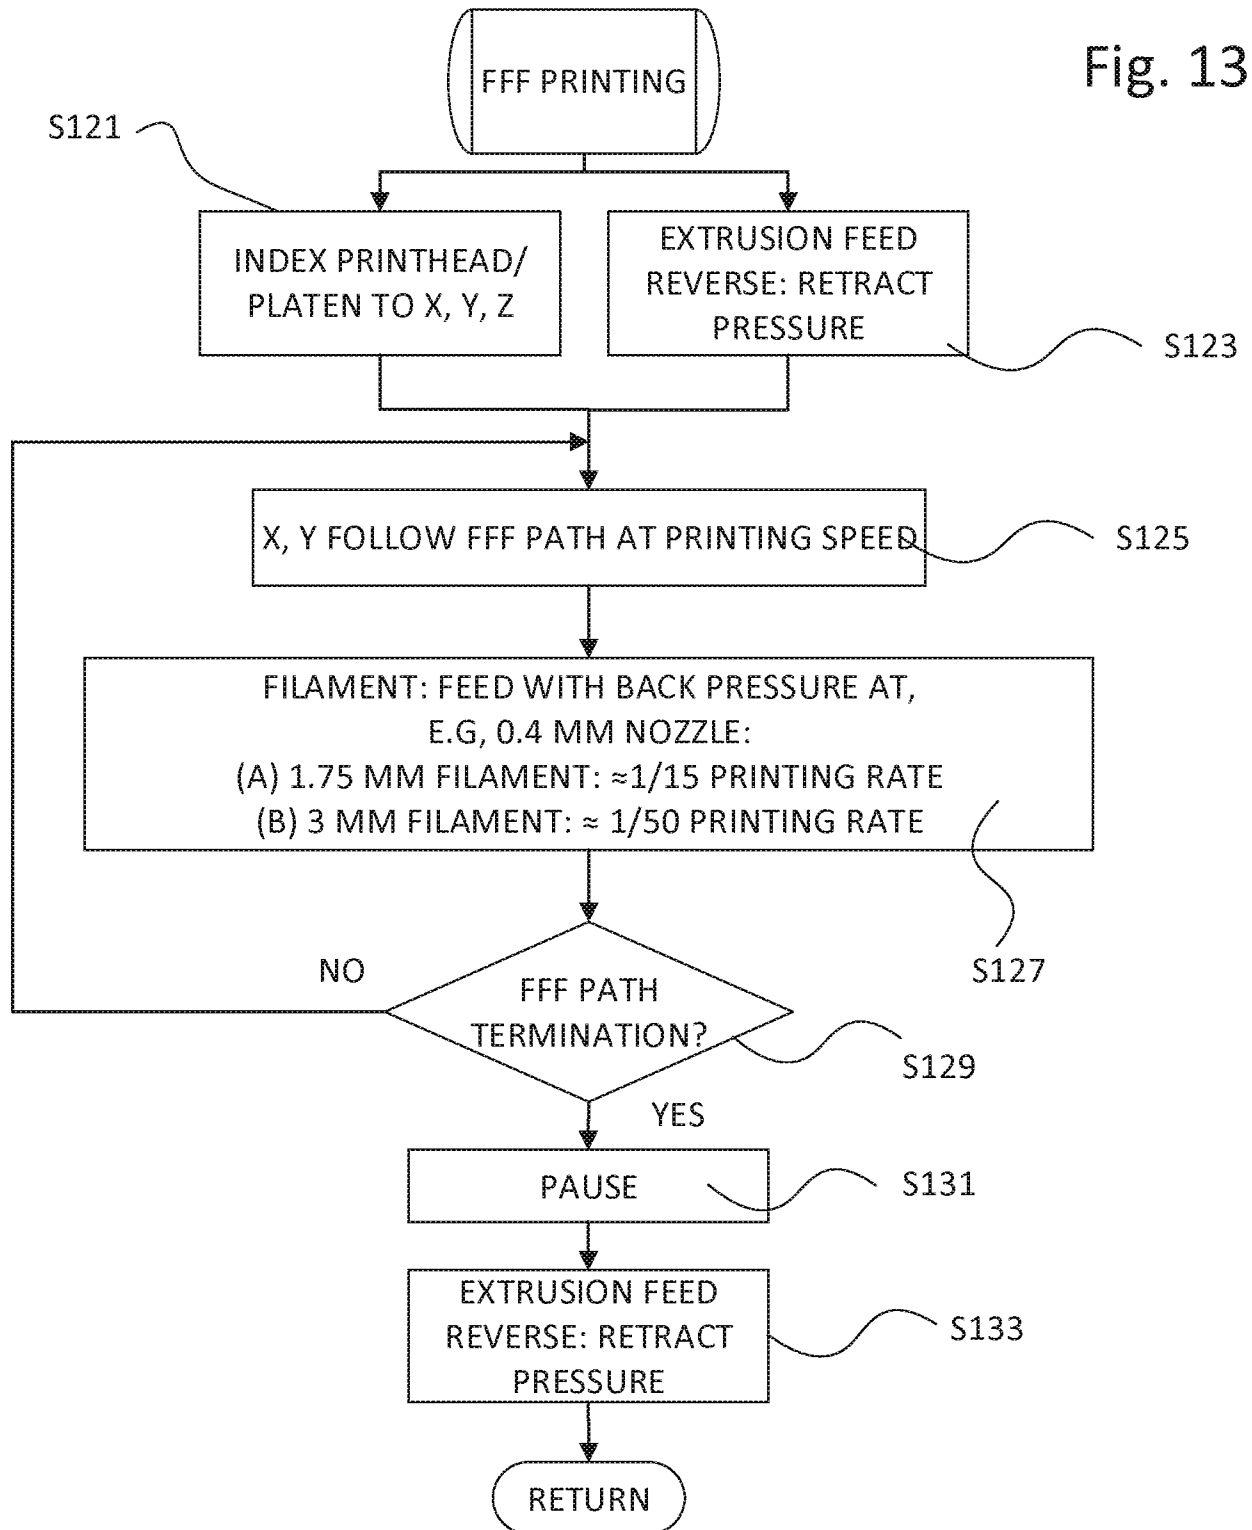 Fig. 13
FFF PRINTING
S121
INDEX PRINTHEAD/
PLATEN TO X, Y, Z
EXTRUSION FEED
REVERSE: RETRACT
PRESSURE
S123
X, Y FOLLOW FFF PATH AT PRINTING SPEED
S125
FILAMENT: FEED WITH BACK PRESSURE AT,
E.G, 0.4 MM NOZZLE:
(A) 1.75 MM FILAMENT: ≈1/15 PRINTING RATE
(B) 3 MM FILAMENT: ≈ 1/50 PRINTING RATE
S127
NO
FFF PATH
TERMINATION?
S129
YES
PAUSE
S131
EXTRUSION FEED
REVERSE: RETRACT
PRESSURE
S133
RETURN